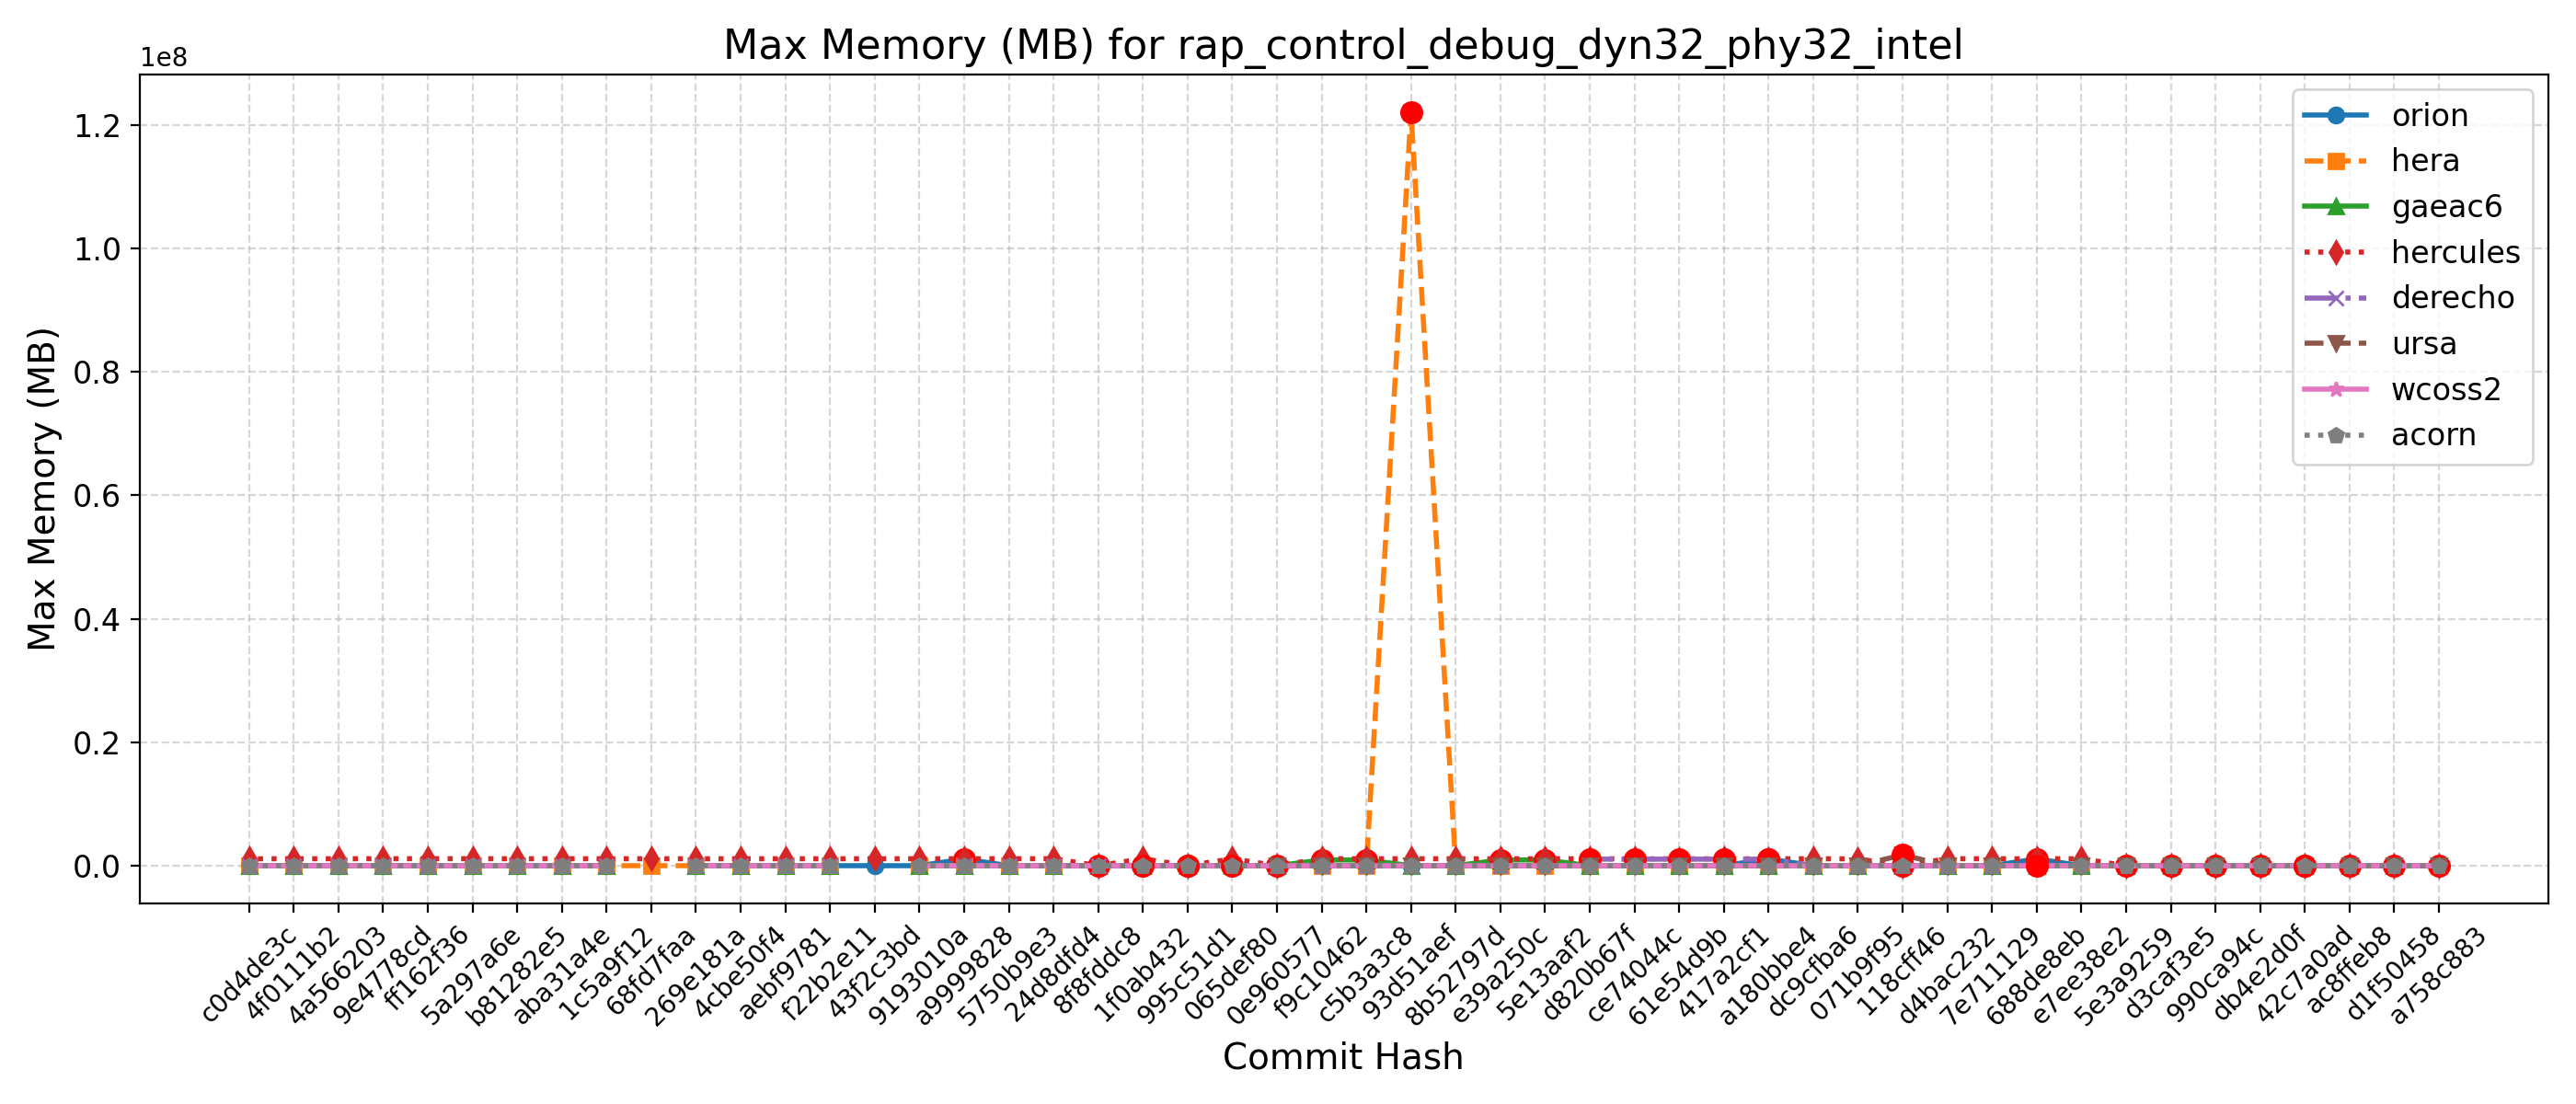 Max Memory (MB) for rap_control_debug_dyn32_phy32_intel
1e8
1.2
1.0
0.8
0.6
0.4
0.2
0.0
Max Memory (MB)
orion
hera
gaeac6
hercules
derecho
ursa
wcoss2
acorn
c0d4de3c
4f0111b2
4a566203
9e4778cd
ff162f36
5a297a6e
b81282e5
aba31a4e
1c5a9f12
68fd7faa
269e181a
4cbe50f4
aebf9781
f22b2e11
43f2c3bd
9193010a
a9999828
5750b9e3
24d8dfd4
8f8fddc8
1f0ab432
995c51d1
065def80
0e960577
f9c10462
c5b3a3c8
93d51aef
8b52797d
e39a250c
5e13aaf2
d820b67f
ce74044c
61e54d9b
417a2cf1
a180bbe4
dc9cfba6
071b9f95
118cff46
d4bac232
7e711129
688de8eb
e7ee38e2
5e3a9259
d3caf3e5
990ca94c
db4e2d0f
42c7a0ad
ac8ffeb8
d1f50458
a758c883
Commit Hash